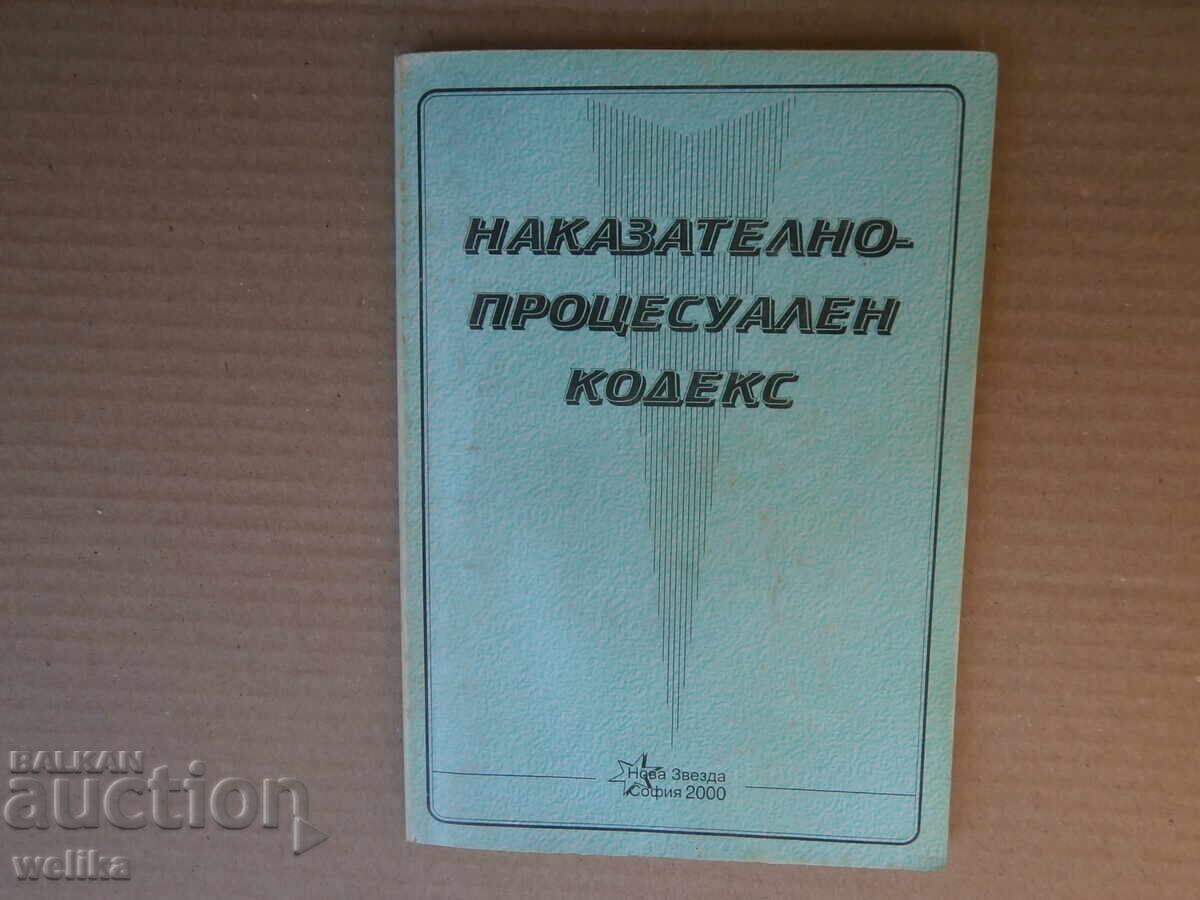 НАКАЗАТЕЛНО-
ПРОЦЕСУАЛЕН
КОДЕКС
Нова Звезда
София 2000
BALKAN
auction
welika